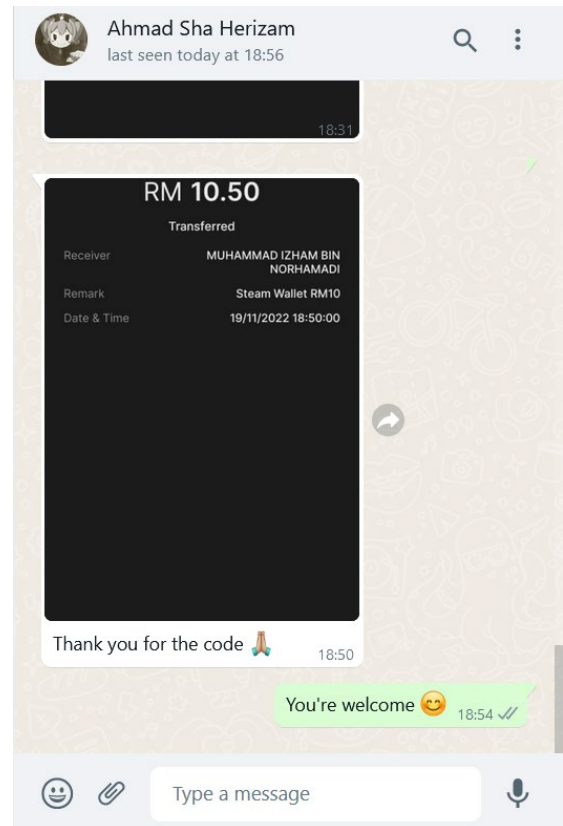 Ahmad Sha Herizam
last seen today at 18:56
18:31
RM 10.50
Transferred
Receiver MUHAMMAD IZHAM BIN
NORHAMADI
Remark Steam Wallet RM10
Date & Time 19/11/2022 18:50:00
Thank you for the code 🙏🏽
18:50
You're welcome 😊 18:54
Type a message